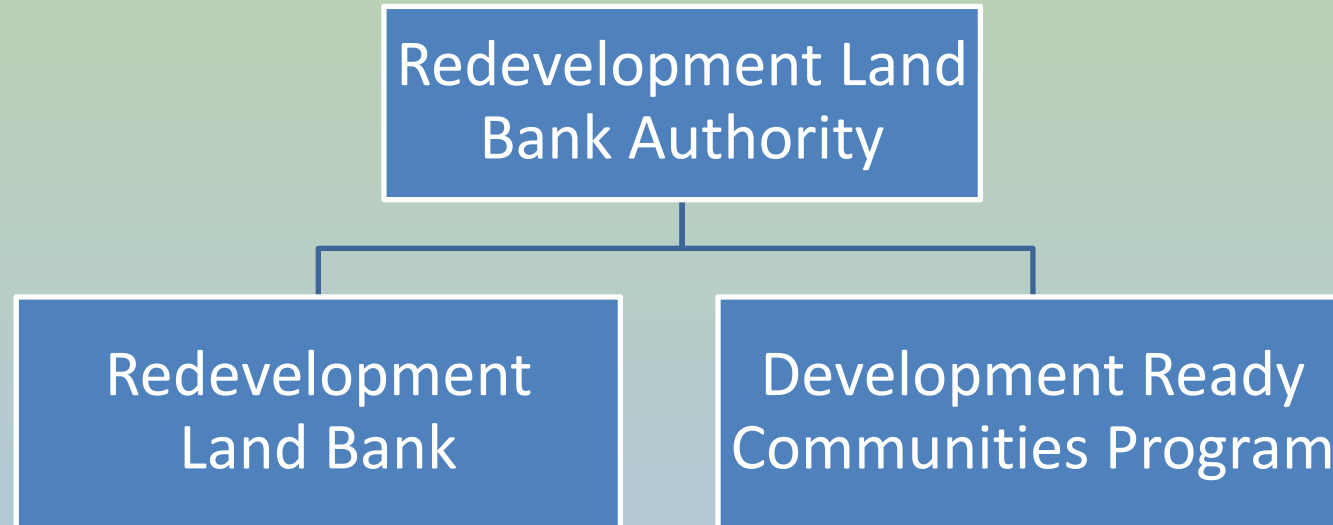 Redevelopment Land
Bank Authority
Redevelopment
Land Bank
Development Ready
Communities Program